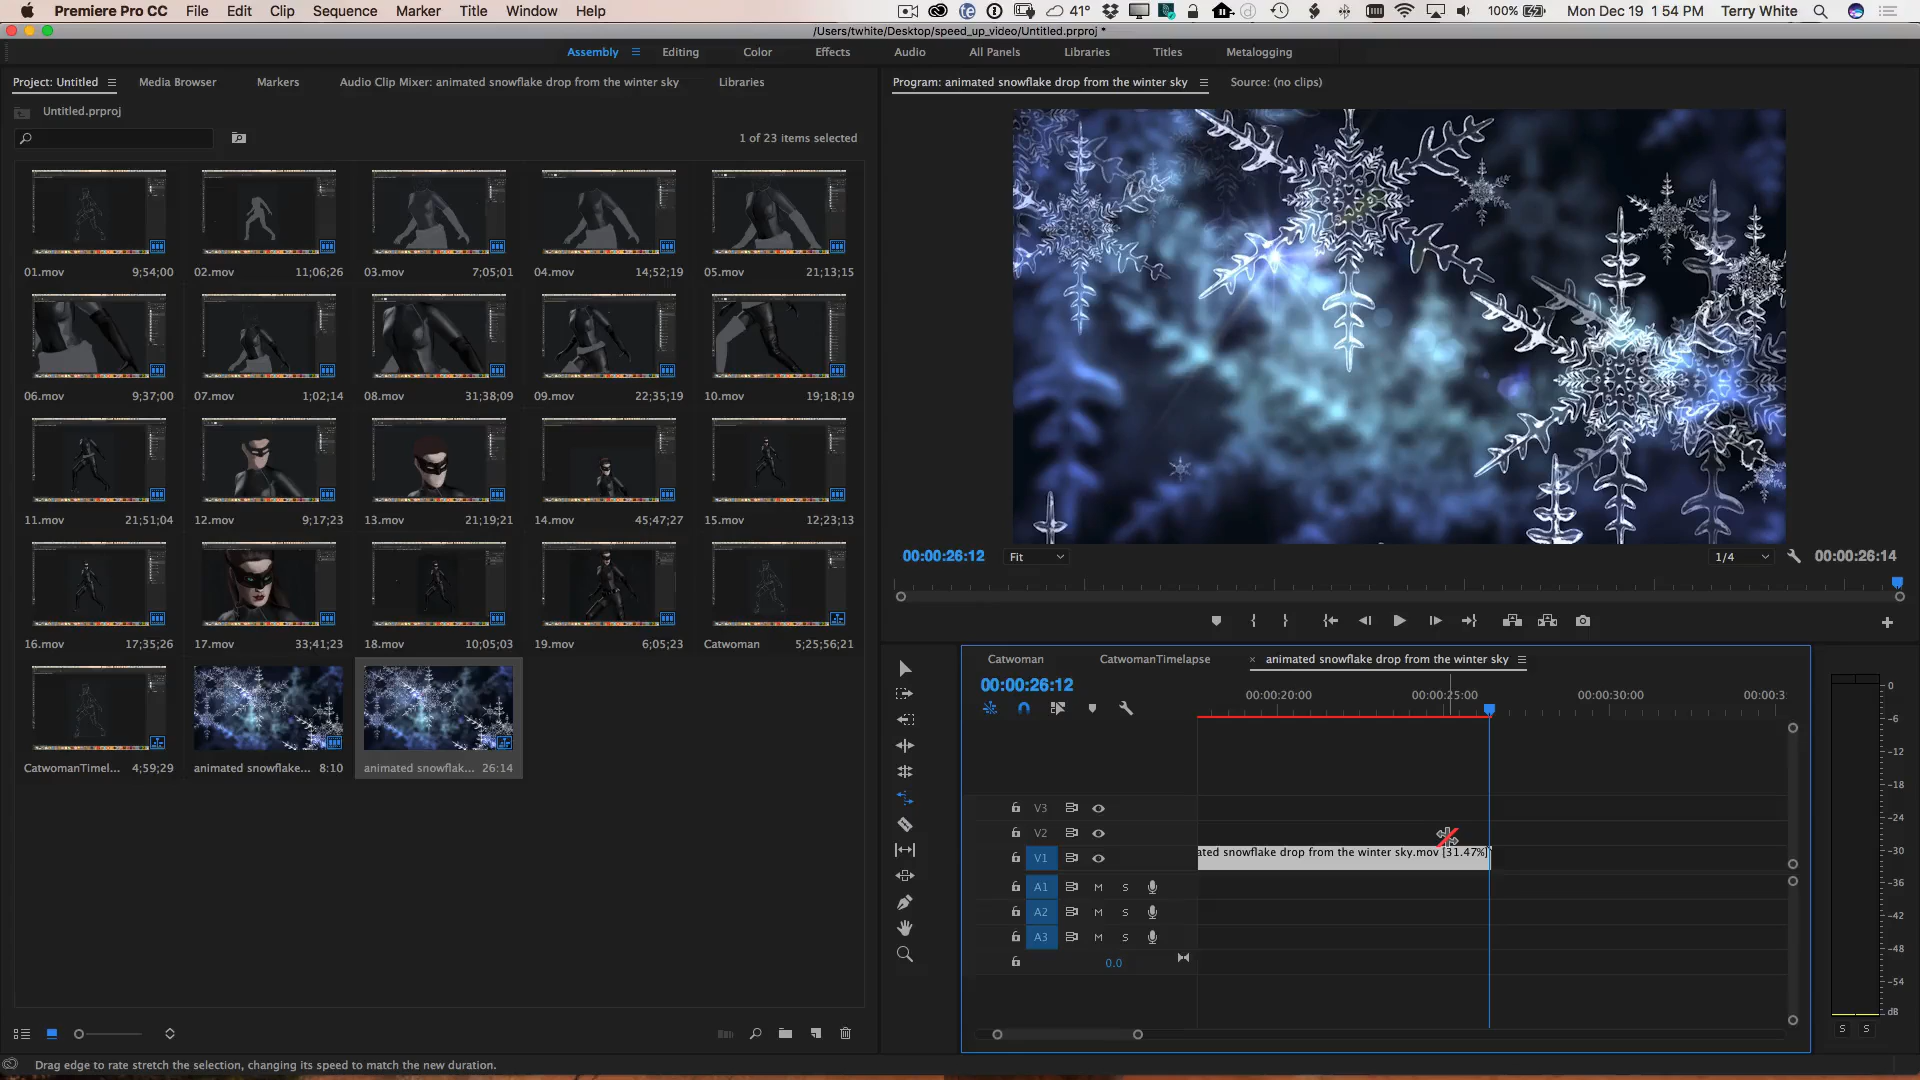 Premiere Pro CC File Edit Clip Sequence Marker Title Window Help 41° 100% Mon Dec 19 1:54 PM Terry White
/Users/twhite/Desktop/speed_up_video/Untitled.prproj *
Assembly Editing Color Effects Audio All Panels Libraries Titles Metalogging
Project: Untitled Media Browser Markers Audio Clip Mixer: animated snowflake drop from the winter sky Libraries
Program: animated snowflake drop from the winter sky Source: (no clips)
Untitled.prproj
1 of 23 items selected
01.mov 9;54;00 02.mov 11;06;26 03.mov 7;05;01 04.mov 14;52;19 05.mov 21;13;15
06.mov 9;37;00 07.mov 1;02;14 08.mov 31;38;09 09.mov 22;35;19 10.mov 19;18;19
11.mov 21;51;04 12.mov 9;17;23 13.mov 21;19;21 14.mov 45;47;27 15.mov 12;23;13
16.mov 17;35;26 17.mov 33;41;23 18.mov 10;05;03 19.mov 6;05;23 Catwoman 5;25;56;21
CatwomanTimel... 4;59;29 animated snowflake... 8:10 animated snowflak... 26:14
00:00:26:12 Fit 1/4 00:00:26:14
Catwoman CatwomanTimelapse × animated snowflake drop from the winter sky
00:00:26:12
00:00:20:00 00:00:25:00 00:00:30:00 00:00:3
V3
V2
V1 ated snowflake drop from the winter sky.mov [31.47%]
A1 M S
A2 M S
A3 M S
0.0
0
-6
-12
-18
-24
-30
-36
-42
-48
-54
dB
S S
Drag edge to rate stretch the selection, changing its speed to match the new duration.